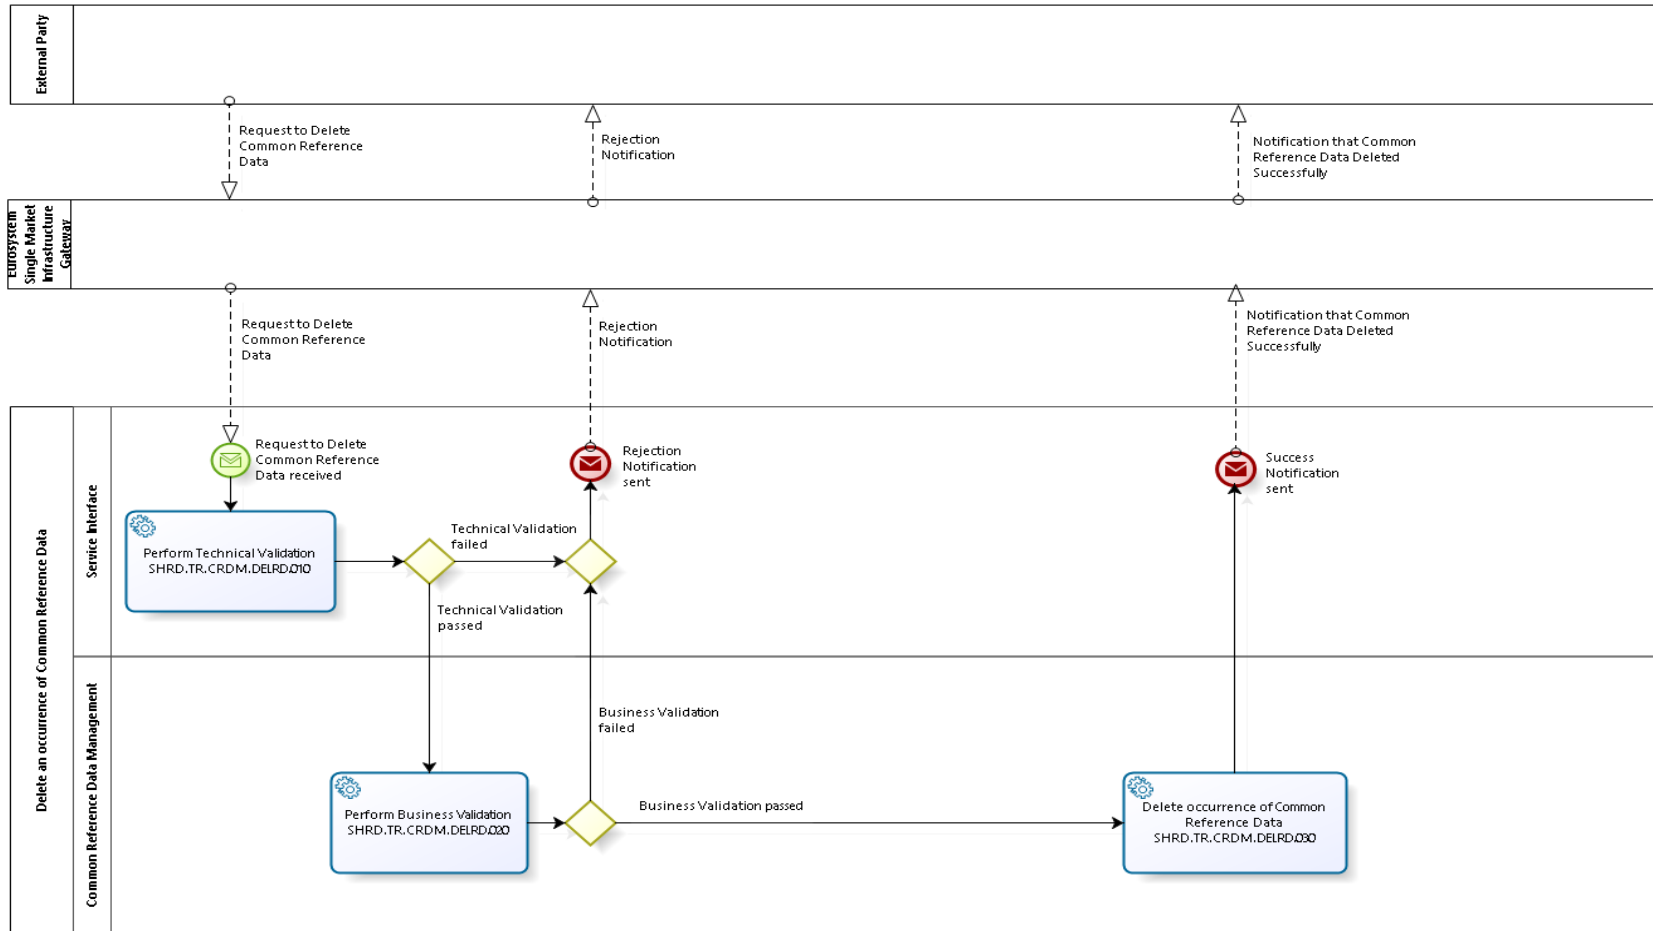 External Party
Request to Delete
Common Reference
Data
Rejection
Notification
Notification that Common
Reference Data Deleted
Successfully
Eurosystem
Single Market
Infrastructure
Gateway
Request to Delete
Common Reference
Data
Rejection
Notification
Notification that Common
Reference Data Deleted
Successfully
Delete an occurrence of Common Reference Data
Service Interface
Request to Delete
Common Reference
Data received
Rejection
Notification
sent
Success
Notification
sent
Perform Technical Validation
SHRD.TR.CRDM.DELRD.010
Technical Validation
failed
Technical Validation
passed
Common Reference Data Management
Business Validation
failed
Perform Business Validation
SHRD.TR.CRDM.DELRD.020
Business Validation passed
Delete occurrence of Common
Reference Data
SHRD.TR.CRDM.DELRD.030